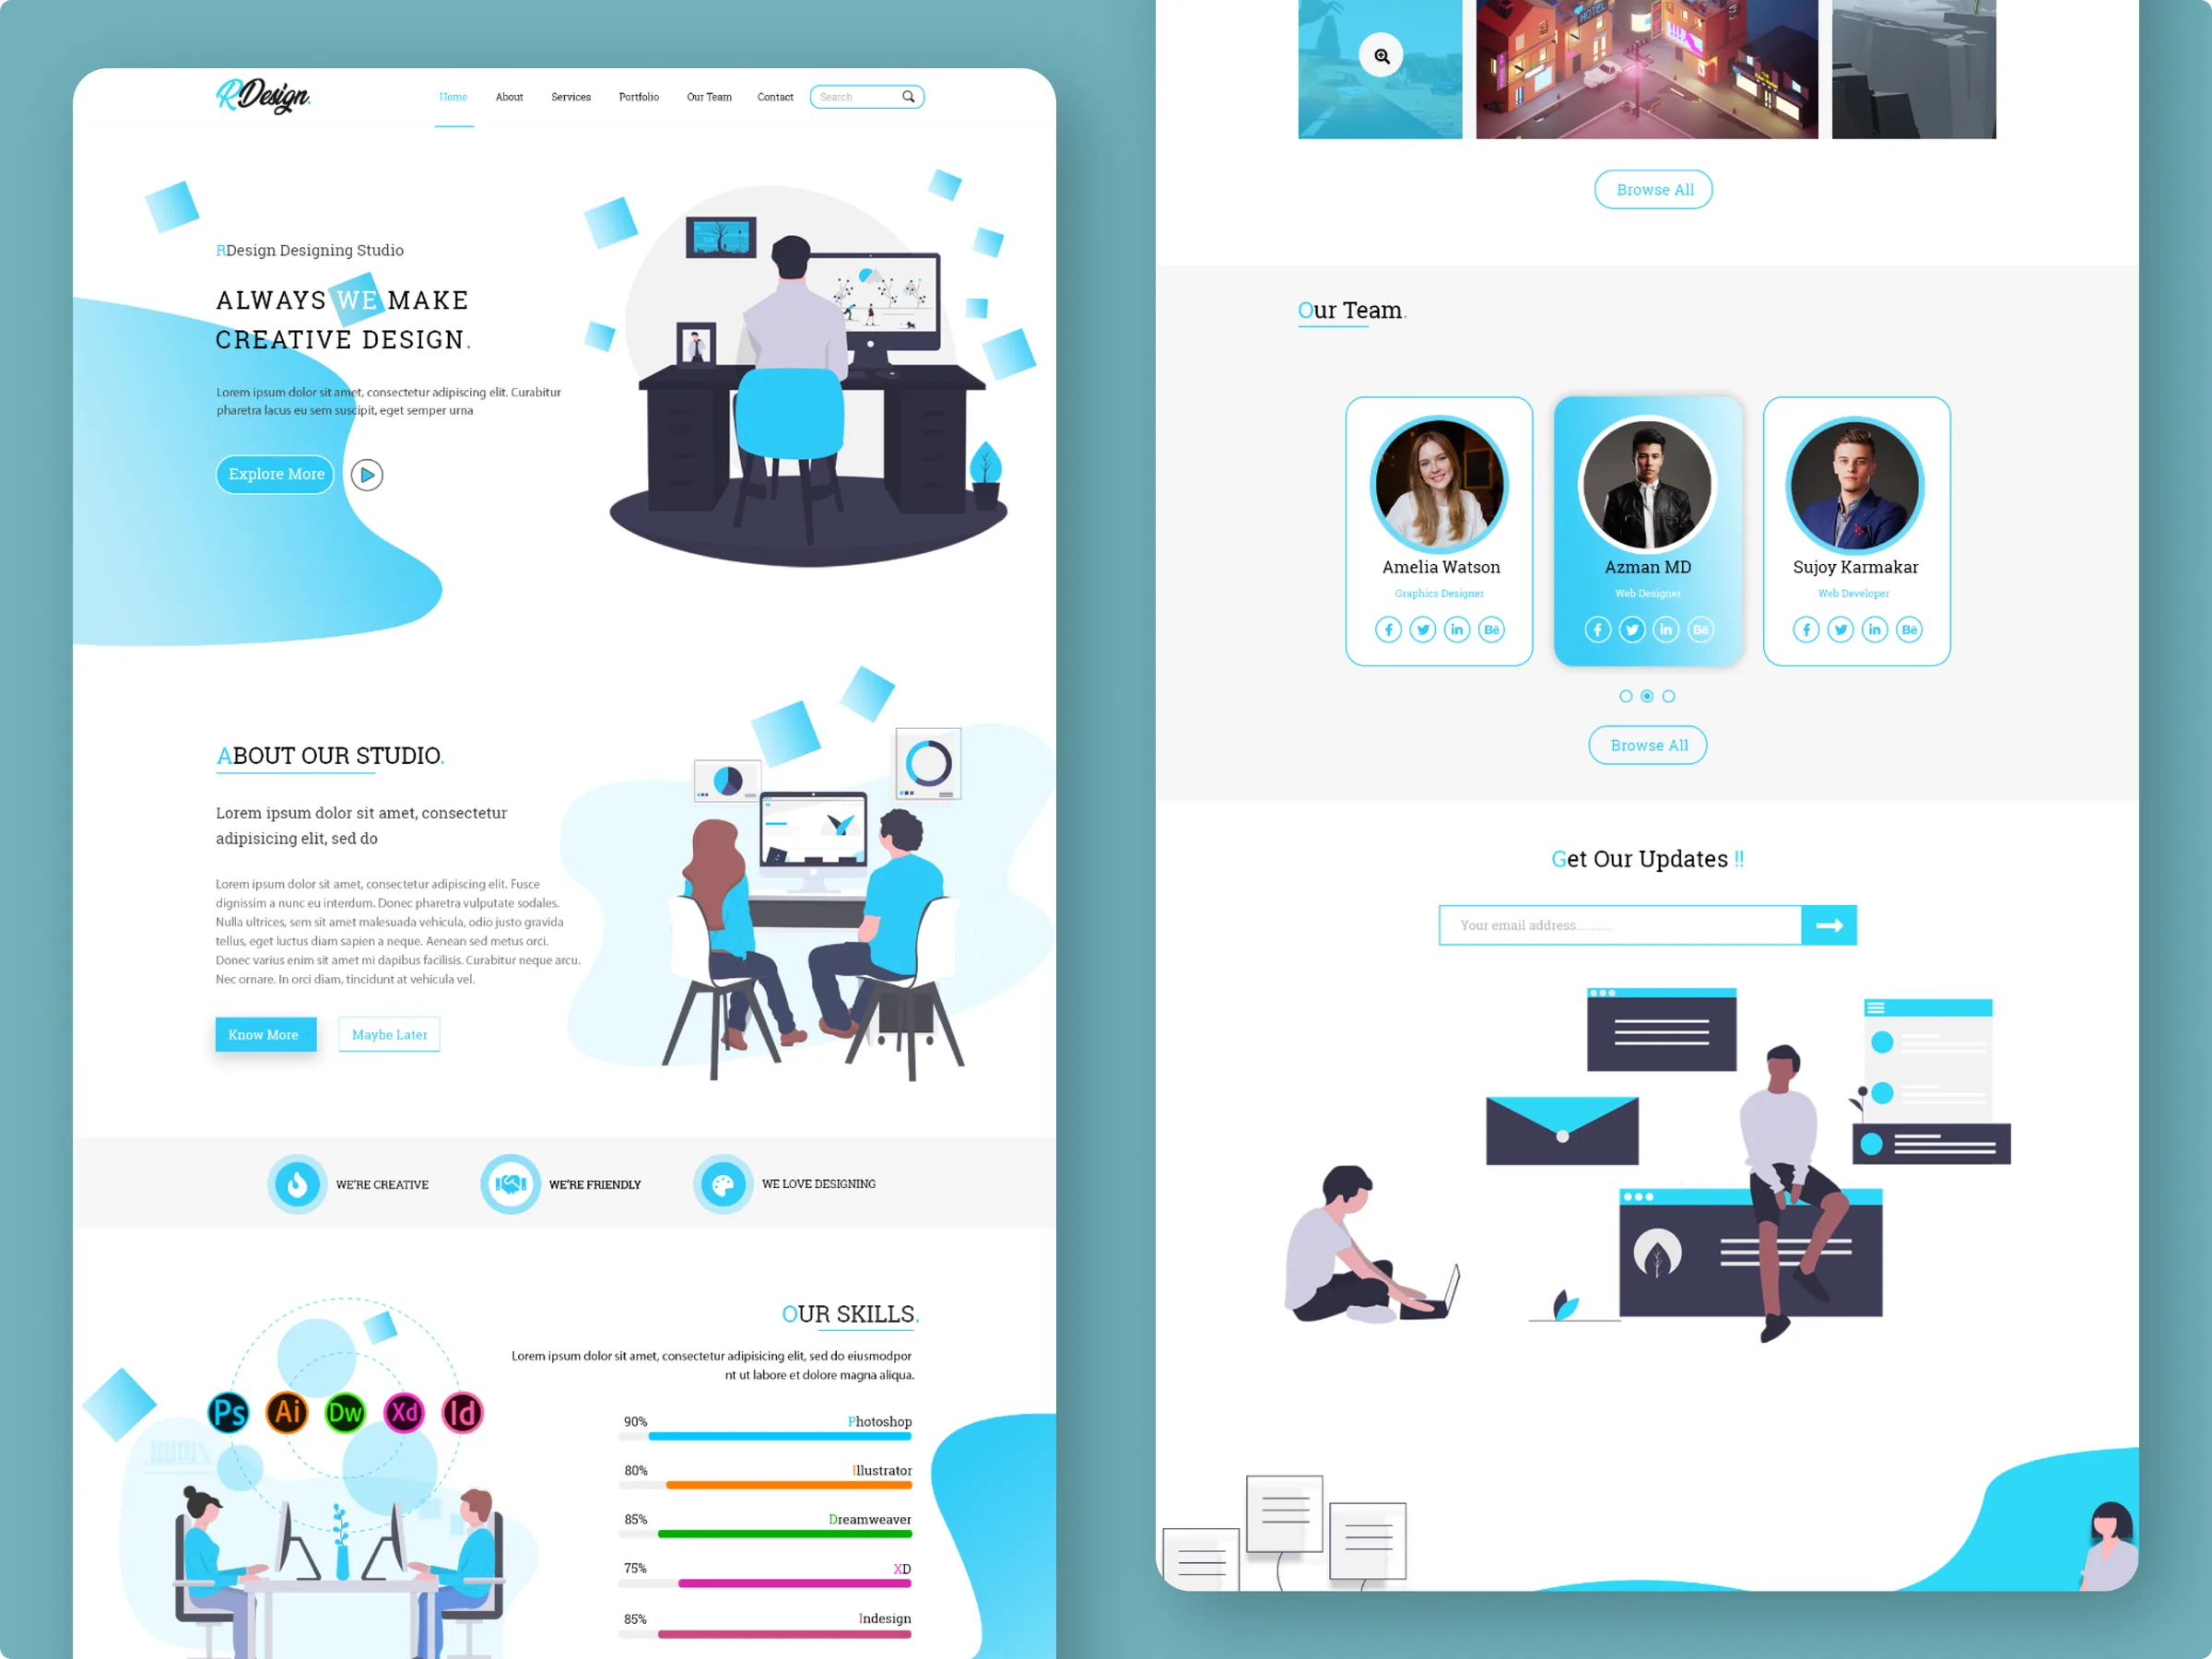 RDesign.
Home
About
Services
Portfolio
Our Team
Contact
Search
RDesign Designing Studio
ALWAYS WE MAKE
CREATIVE DESIGN.
Lorem ipsum dolor sit amet, consectetur adipiscing elit. Curabitur
pharetra lacus eu sem suscipit, eget semper urna
Explore More
ABOUT OUR STUDIO.
Lorem ipsum dolor sit amet, consectetur
adipisicing elit, sed do
Lorem ipsum dolor sit amet, consectetur adipiscing elit. Fusce
dignissim a nunc eu interdum. Donec pharetra vulputate sodales.
Nulla ultrices, sem sit amet malesuada vehicula, odio justo gravida
tellus, eget luctus diam sapien a neque. Aenean sed metus orci.
Donec varius enim sit amet mi dapibus facilisis. Curabitur neque arcu.
Nec ornare. In orci diam, tincidunt at vehicula vel.
Know More
Maybe Later
WE'RE CREATIVE
WE'RE FRIENDLY
WE LOVE DESIGNING
OUR SKILLS.
Lorem ipsum dolor sit amet, consectetur adipisicing elit, sed do eiusmodpor
nt ut labore et dolore magna aliqua.
Ps
Ai
Dw
Xd
Id
90% Photoshop
80% Illustrator
85% Dreamweaver
75% XD
85% Indesign
HOTEL
Browse All
Our Team.
Amelia Watson
Graphics Designer
Bē
Azman MD
Web Designer
Bē
Sujoy Karmakar
Web Developer
Bē
Browse All
Get Our Updates !!
Your email address...........